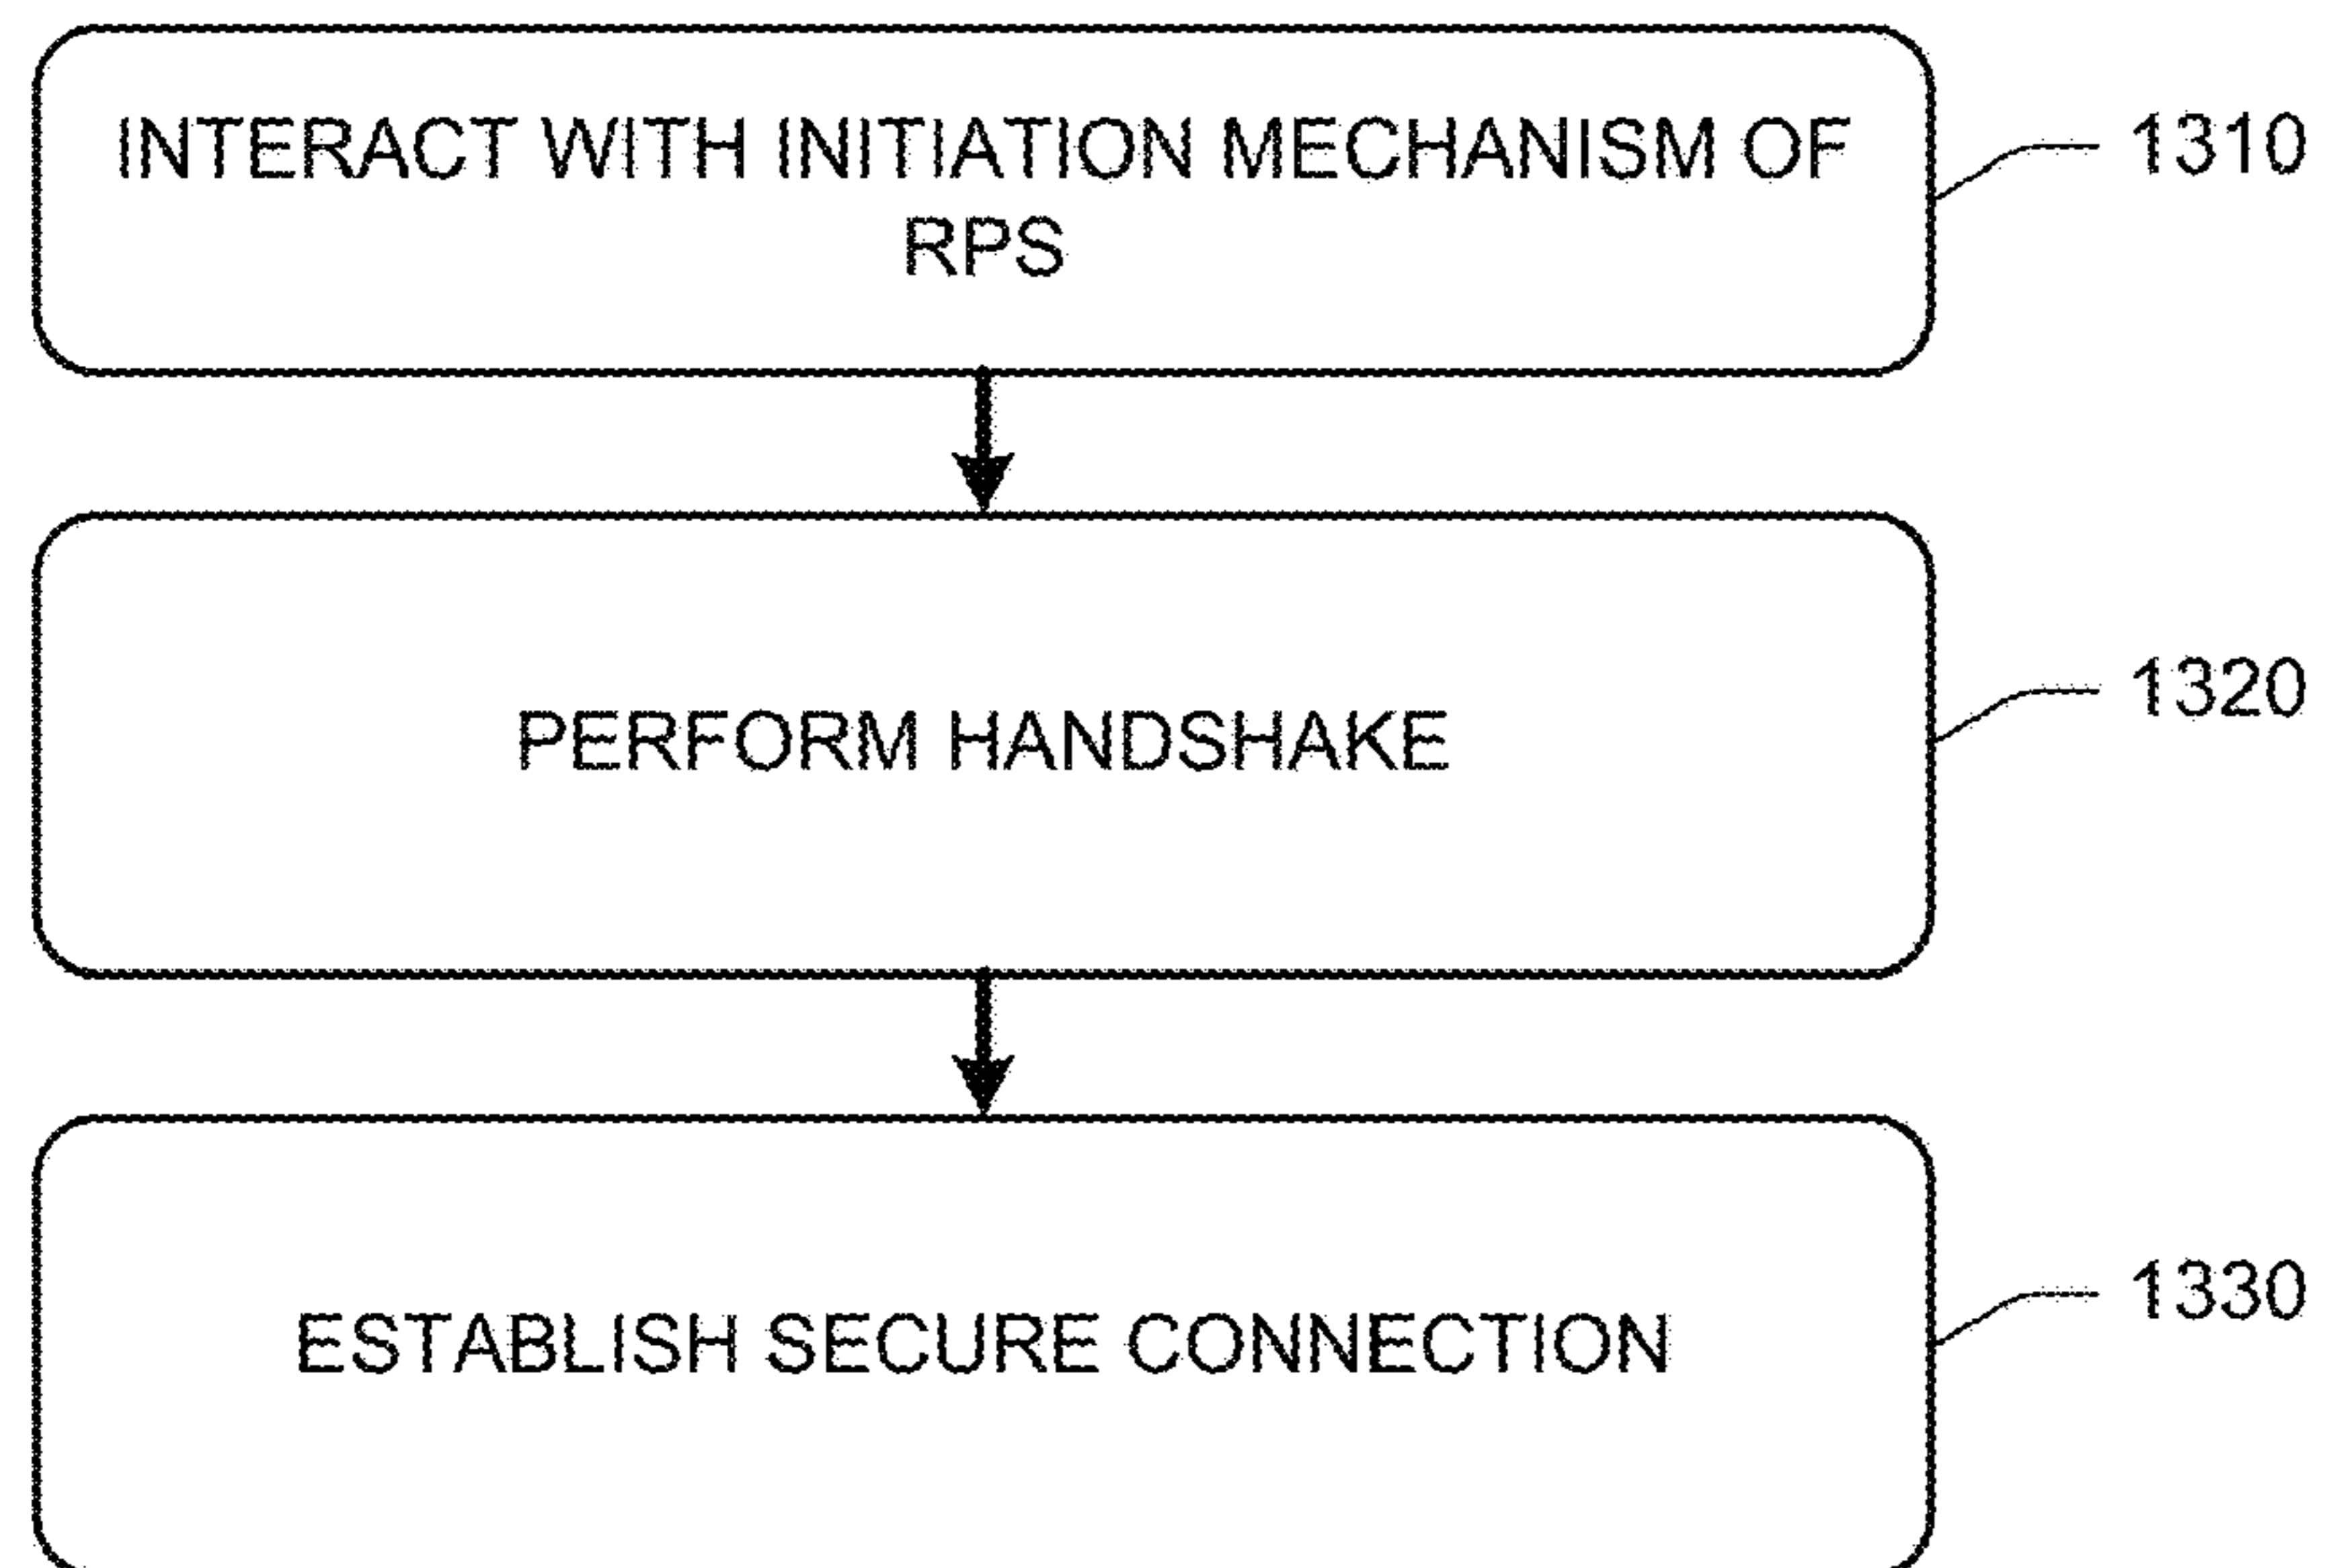 INTERACT WITH INITIATION MECHANISM OF
RPS
1310
PERFORM HANDSHAKE
1320
ESTABLISH SECURE CONNECTION
1330